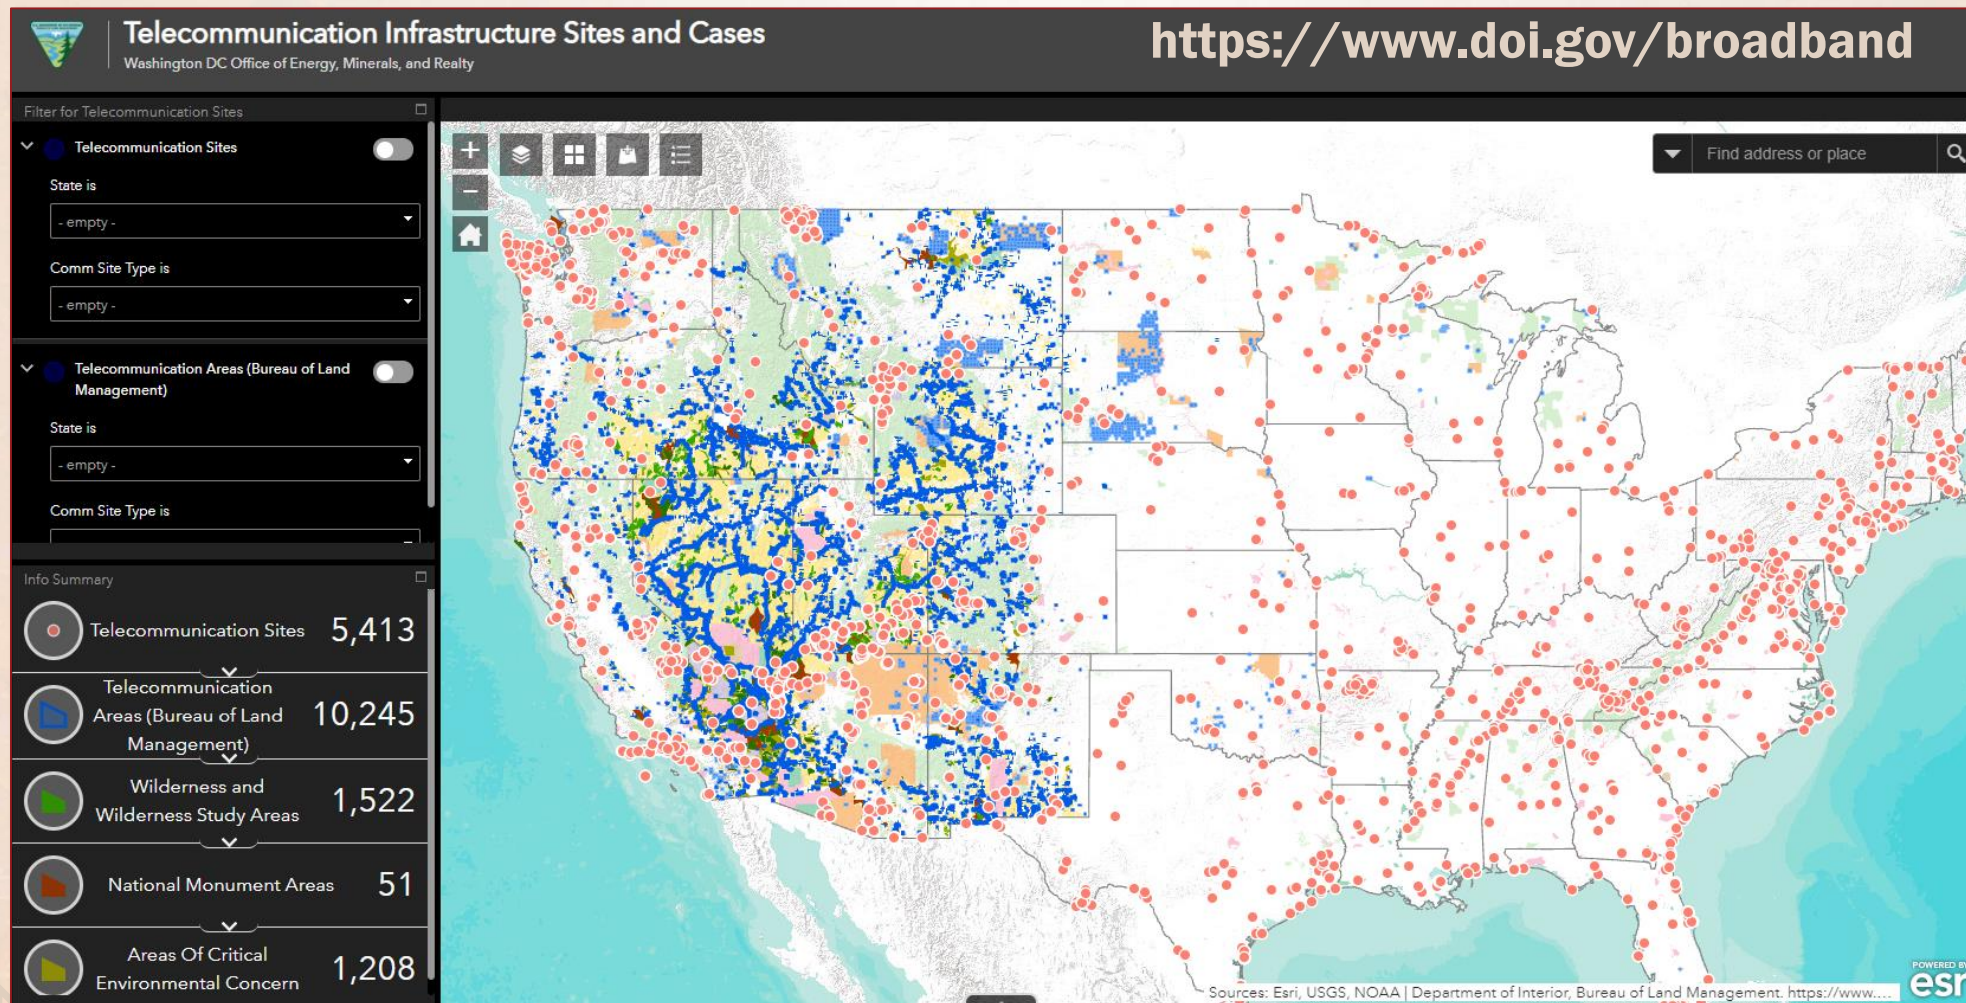 Telecommunication Infrastructure Sites and Cases
Washington DC Office of Energy, Minerals, and Realty
https://www.doi.gov/broadband
Filter for Telecommunication Sites
Telecommunication Sites
State is
- empty -
Comm Site Type is
- empty -
Telecommunication Areas (Bureau of Land
Management)
State is
- empty -
Comm Site Type is
Info Summary
Telecommunication Sites 5,413
Telecommunication
Areas (Bureau of Land
Management) 10,245
Wilderness and
Wilderness Study Areas 1,522
National Monument Areas 51
Areas Of Critical
Environmental Concern 1,208
+
−
Find address or place
Sources: Esri, USGS, NOAA | Department of Interior, Bureau of Land Management. https://www....
POWERED BY
esri